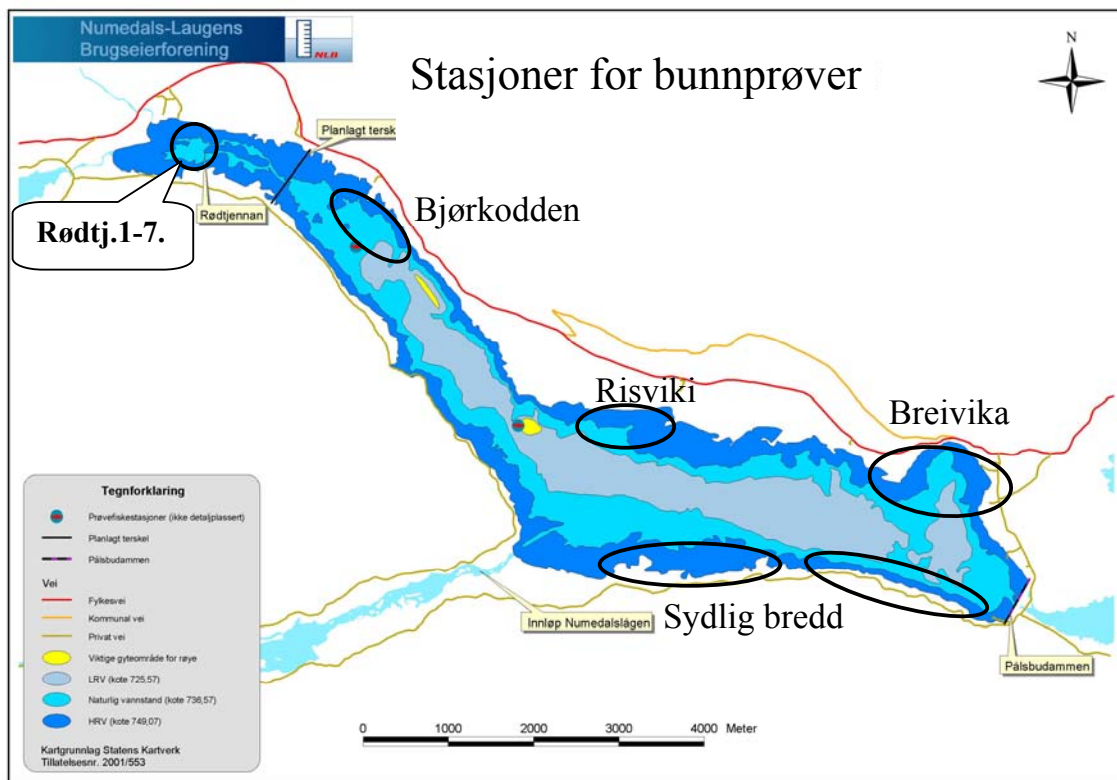 Numedals-Laugens
Brugseierforening
NLB
Stasjoner for bunnprøver
N
Planlagt tersk
Rødtjennan
Rødtj.1-7.
Bjørkodden
Risviki
Breivika
Sydlig bredd
Innløp Numedalslågen
Pålsbudammen
Tegnforklaring
Prøvefiskestasjoner (ikke detaljplassert)
Planlagt terskel
Pålsbudammen
Vei
Fylkesvei
Kommunal vei
Privat vei
Viktige gyteområde for røye
LRV (kote 725,57)
Naturlig vannstand (kote 736,57)
HRV (kote 749,07)
Kartgrunnlag Statens Kartverk
Tillatelsesnr. 2001/553
0 1000 2000 3000 4000 Meter